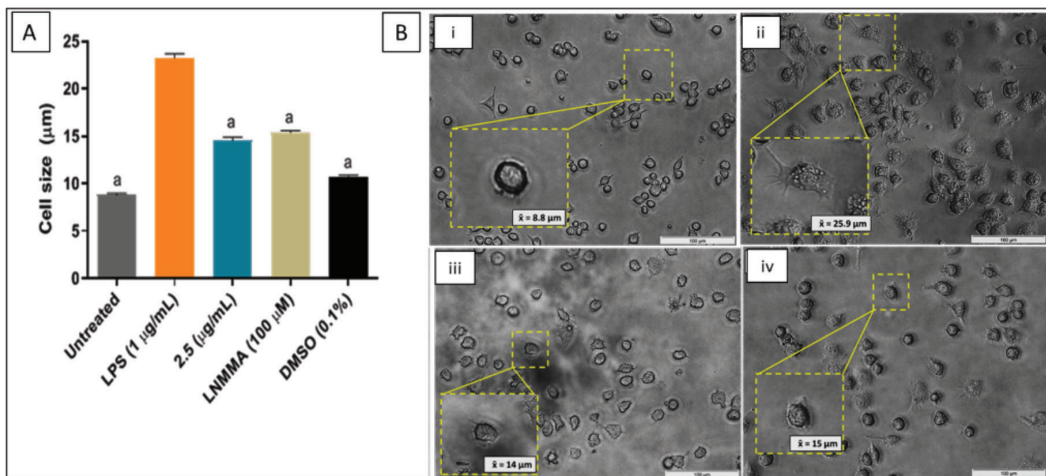 A
Cell size (μm)
25
20
15
10
5
0
a
a
a
a
Untreated
LPS (1 μg/mL)
2.5 (μg/mL)
LNMMA (100 μM)
DMSO (0.1%)
B
i
x̄ = 8.8 μm
100 μm
ii
x̄ = 25.9 μm
100 μm
iii
x̄ = 14 μm
100 μm
iv
x̄ = 15 μm
100 μm